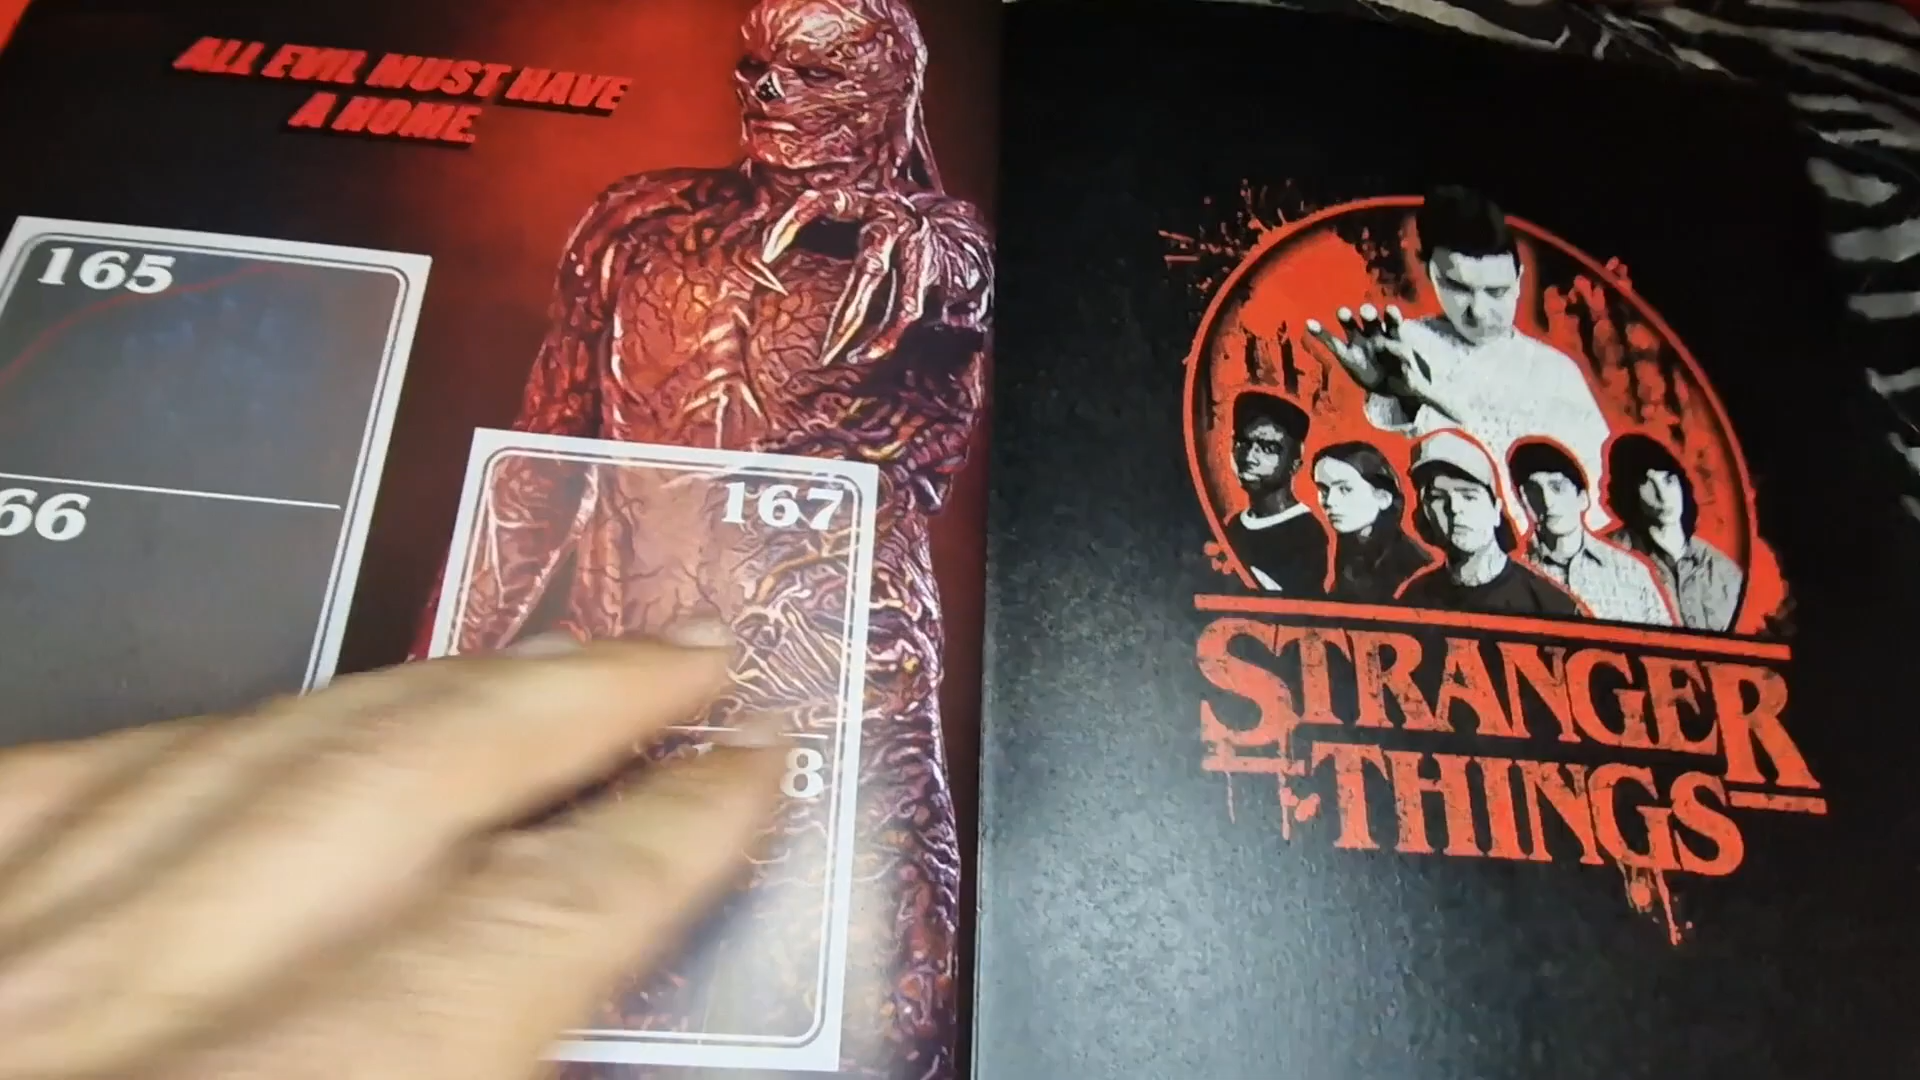 ALL EVIL MUST HAVE
A HOME.
165
66
167
8
STRANGER
THINGS